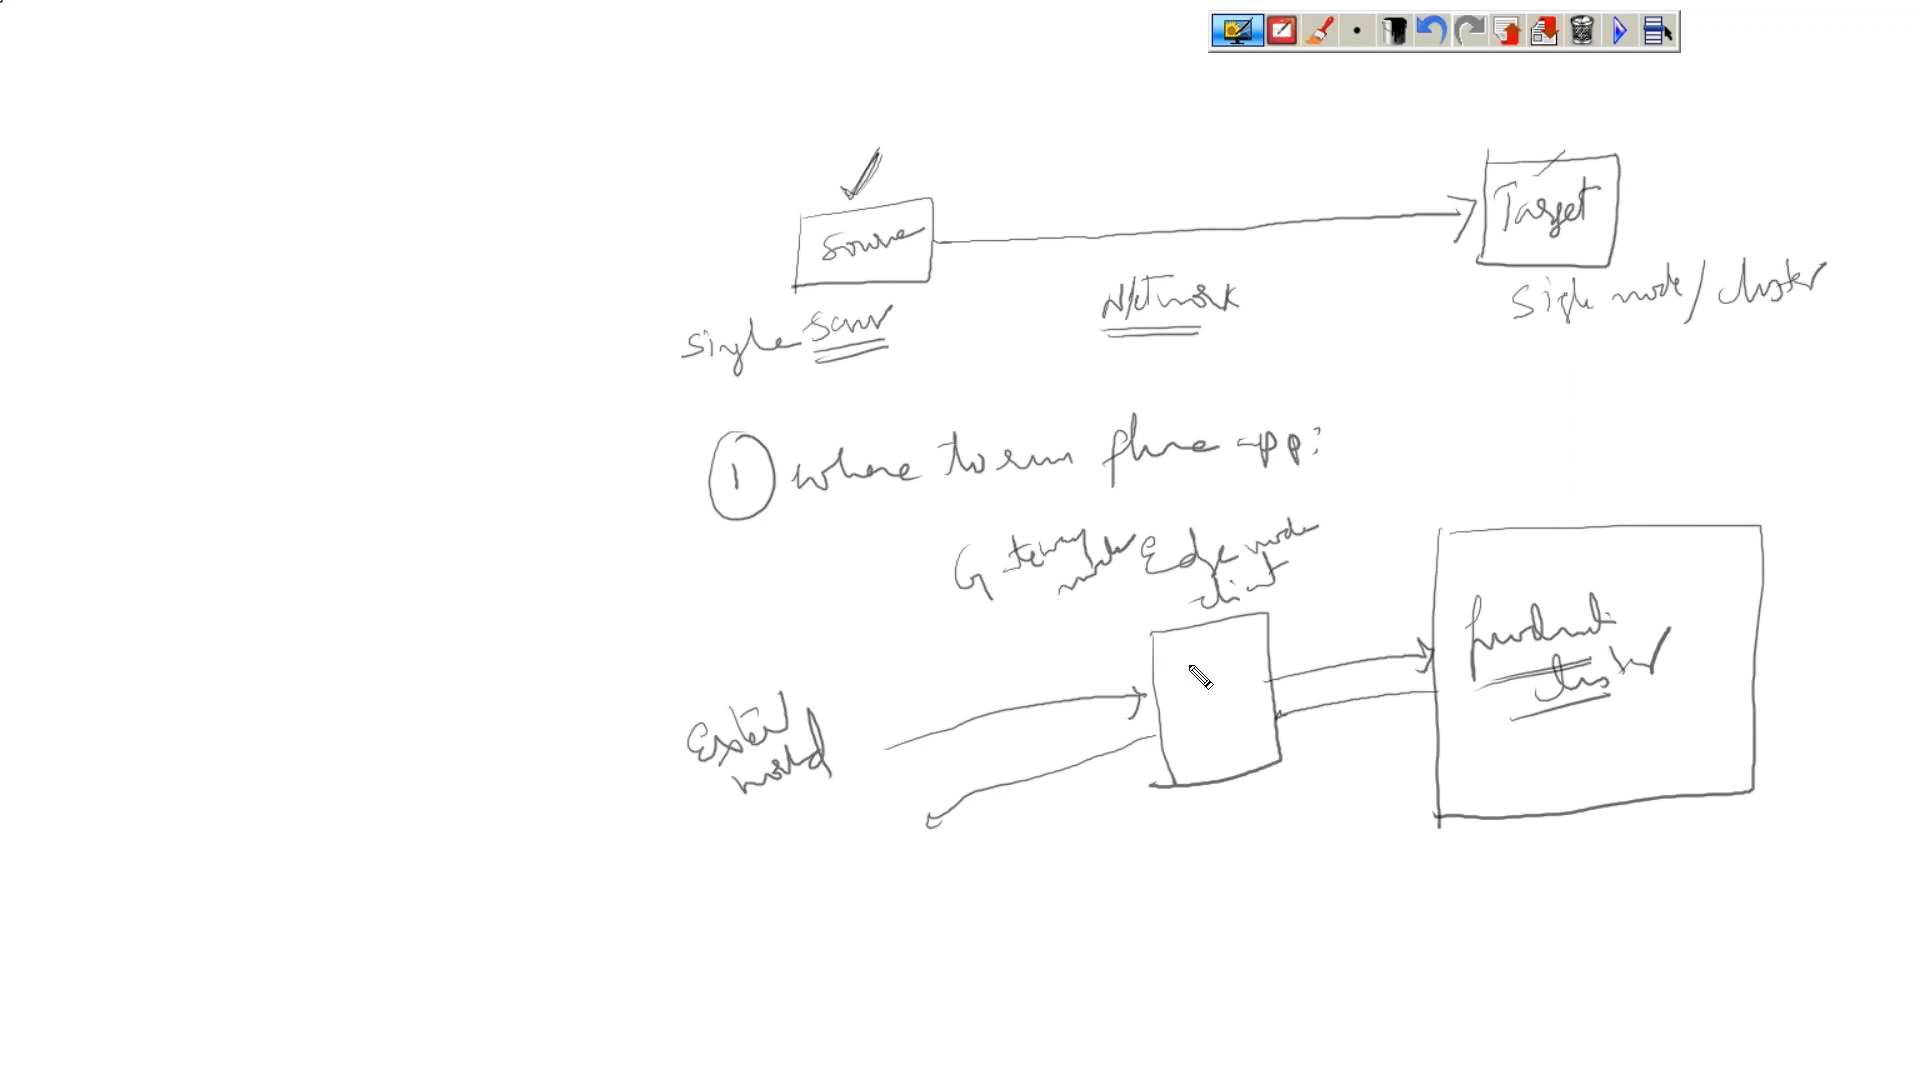 Source
Target
Network
Single Server
Single node / cluster
① where to run flume app:
Gateway node Edge node
client
External world
production
cluster